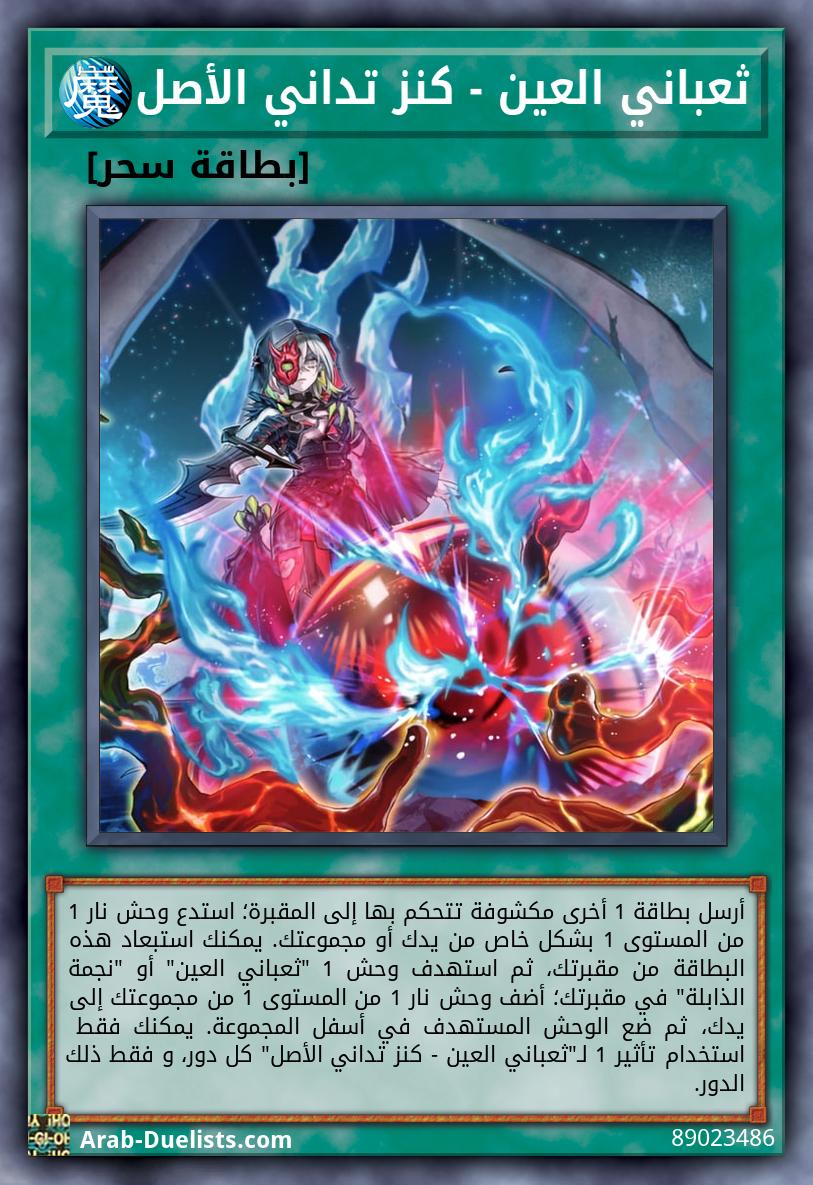 ثعباني العين - كنز تداني الأصل
魔
[بطاقة سحر]
أرسل بطاقة 1 أخرى مكشوفة تتحكم بها إلى المقبرة؛ استدع وحش نار 1
من المستوى 1 بشكل خاص من يدك أو مجموعتك. يمكنك استبعاد هذه
البطاقة من مقبرتك، ثم استهدف وحش 1 "ثعباني العين" أو "نجمة
الذابلة" في مقبرتك؛ أضف وحش نار 1 من المستوى 1 من مجموعتك إلى
يدك، ثم ضع الوحش المستهدف في أسفل المجموعة. يمكنك فقط
استخدام تأثير 1 لـ"ثعباني العين - كنز تداني الأصل" كل دور، و فقط ذلك
الدور.
Arab-Duelists.com
89023486